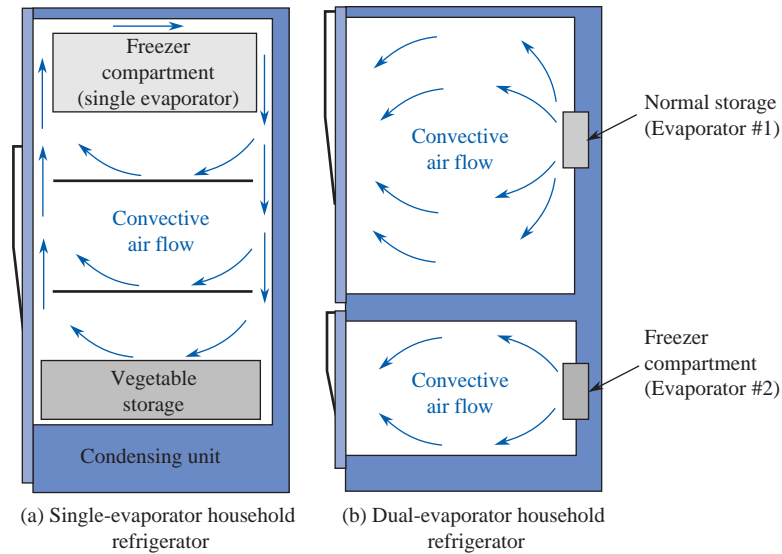 Freezer
compartment
(single evaporator)
Convective
air flow
Vegetable
storage
Condensing unit
(a) Single-evaporator household
refrigerator
Convective
air flow
Normal storage
(Evaporator #1)
Convective
air flow
Freezer
compartment
(Evaporator #2)
(b) Dual-evaporator household
refrigerator